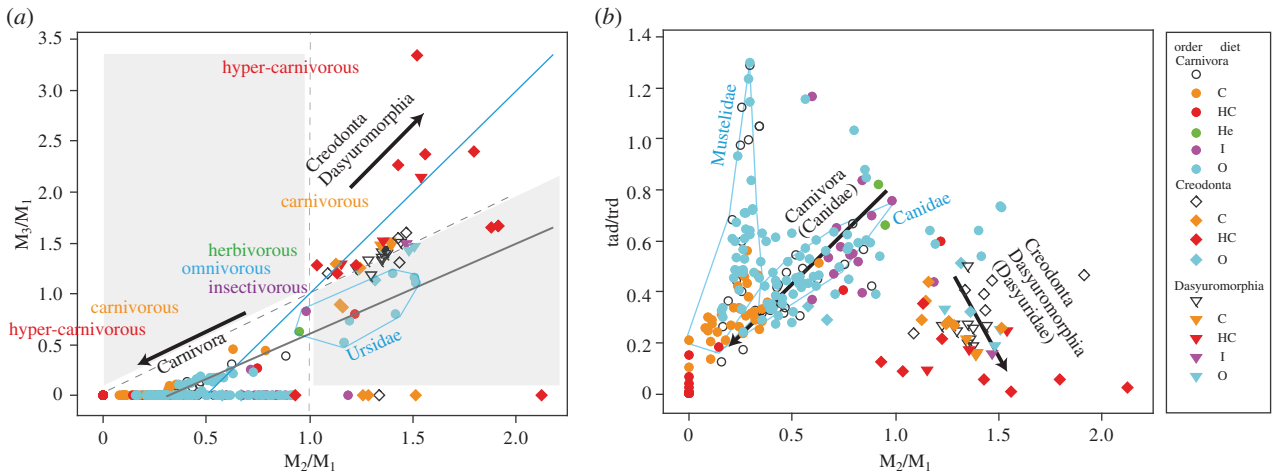 (a)
3.5
3.0
2.5
2.0
1.5
1.0
0.5
0
M3/M1
0
0.5
1.0
1.5
2.0
M2/M1
hyper-carnivorous
Creodonta
Dasyuromorphia
carnivorous
herbivorous
omnivorous
insectivorous
carnivorous
hyper-carnivorous
Carnivora
Ursidae
(b)
1.4
1.2
1.0
0.8
0.6
0.4
0.2
0
tad/trd
0
0.5
1.0
1.5
2.0
M2/M1
Mustelidae
Carnivora
(Canidae)
Canidae
Creodonta
Dasyuromorphia
(Dasyuridae)
order diet
Carnivora
C
HC
He
I
O
Creodonta
C
HC
O
Dasyuromorphia
C
HC
I
O